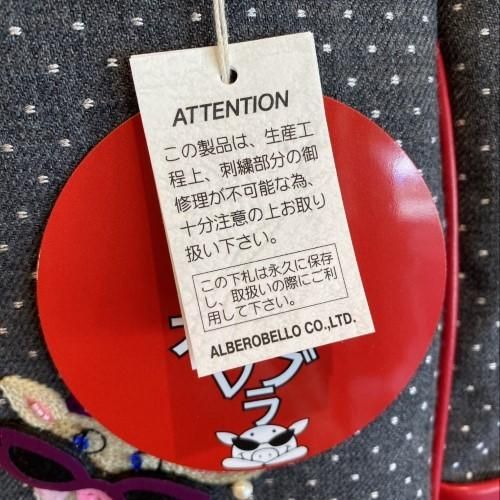 ATTENTION
この製品は、生産工
程上、刺繍部分の御
修理が不可能な為、
十分注意の上お取り
扱い下さい。
この下札は永久に保存
し、取扱いの際にご利
用して下さい。
ALBEROBELLO CO.,LTD.
レブ
ラ